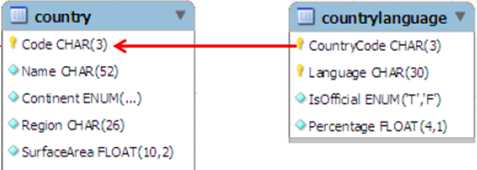 country
Code CHAR(3)
Name CHAR(52)
Continent ENUM(...)
Region CHAR(26)
SurfaceArea FLOAT(10,2)
countrylanguage
CountryCode CHAR(3)
Language CHAR(30)
IsOfficial ENUM('T','F')
Percentage FLOAT(4,1)